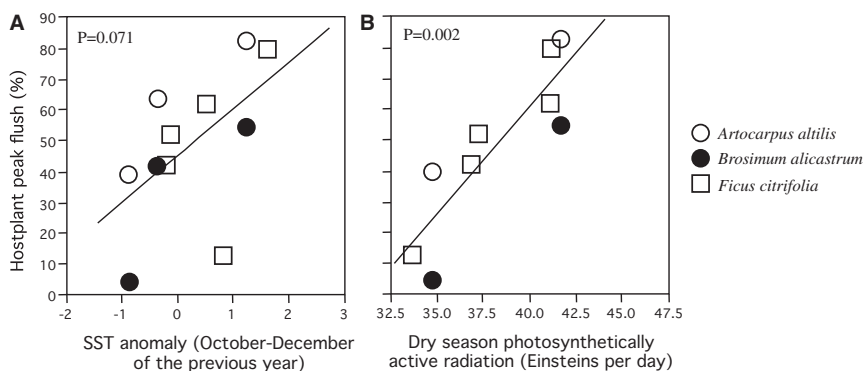 A
B
P=0.071
P=0.002
Hostplant peak flush (%)
90
80
70
60
50
40
30
20
10
0
-2 -1 0 1 2 3
32.5 35.0 37.5 40.0 42.5 45.0 47.5
SST anomaly (October-December
of the previous year)
Dry season photosynthetically
active radiation (Einsteins per day)
Artocarpus altilis
Brosimum alicastrum
Ficus citrifolia